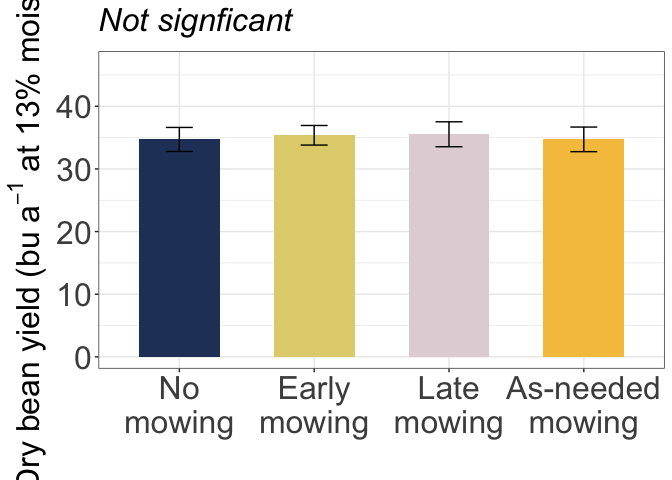 Not signficant
Dry bean yield (bu a⁻¹ at 13%
40
30
20
10
0
No Early Late As-needed
mowing mowing mowing mowing